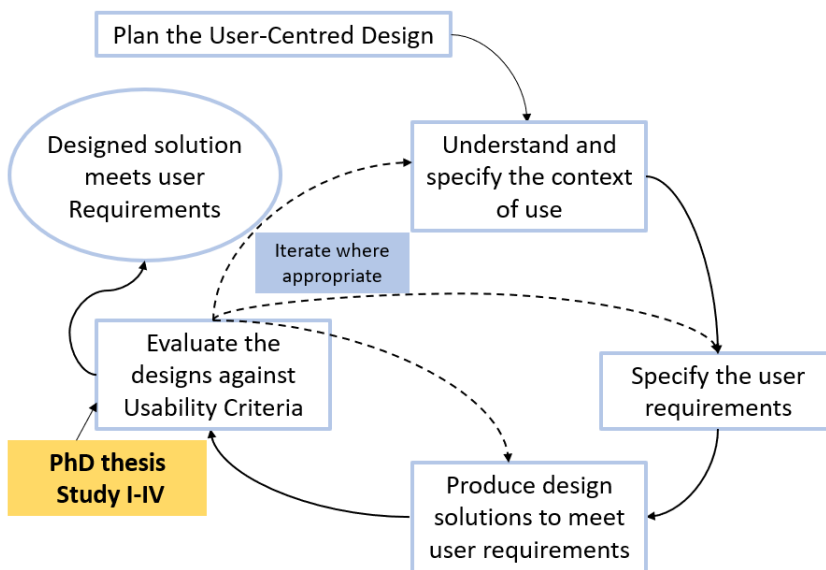 Plan the User-Centred Design
Designed solution
meets user
Requirements
Understand and
specify the context
of use
Iterate where
appropriate
Evaluate the
designs against
Usability Criteria
Specify the user
requirements
PhD thesis
Study I-IV
Produce design
solutions to meet
user requirements